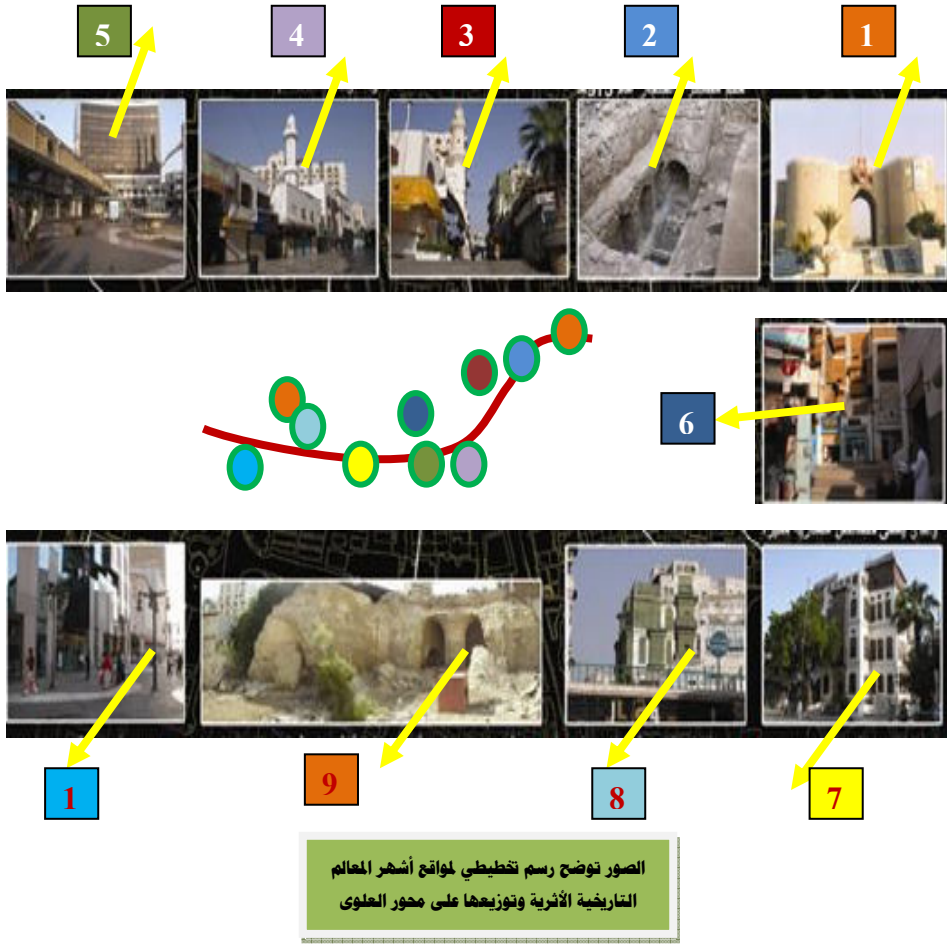 5 4 3 2 1
6
1 9 8 7
الصور توضح رسم تخطيطي لمواقع أشهر المعالم
التاريخية الأثرية وتوزيعها على محور العلوى